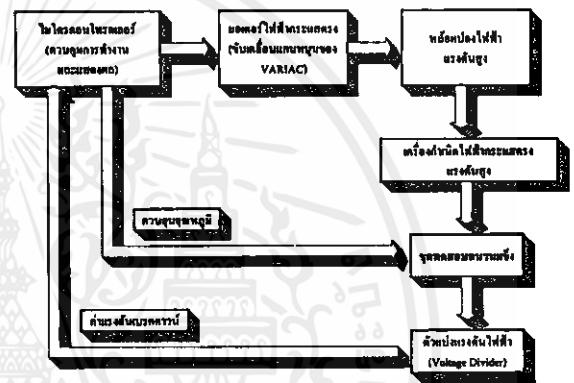 ไมโครคอนโทรลเลอร์
(ควบคุมการทำงาน
และแสดงผล)
มอเตอร์ไฟฟ้ากระแสตรง
(ขับเคลื่อนแกนหมุนของ
VARIAC)
หม้อแปลงไฟฟ้า
แรงดันสูง
เครื่องกำเนิดไฟฟ้ากระแสตรง
แรงดันสูง
ควบคุมอุณหภูมิ
ชุดทดสอบฉนวนแข็ง
ค่าแรงดันเบรคดาวน์
ตัวแบ่งแรงดันไฟฟ้า
(Voltage Divider)